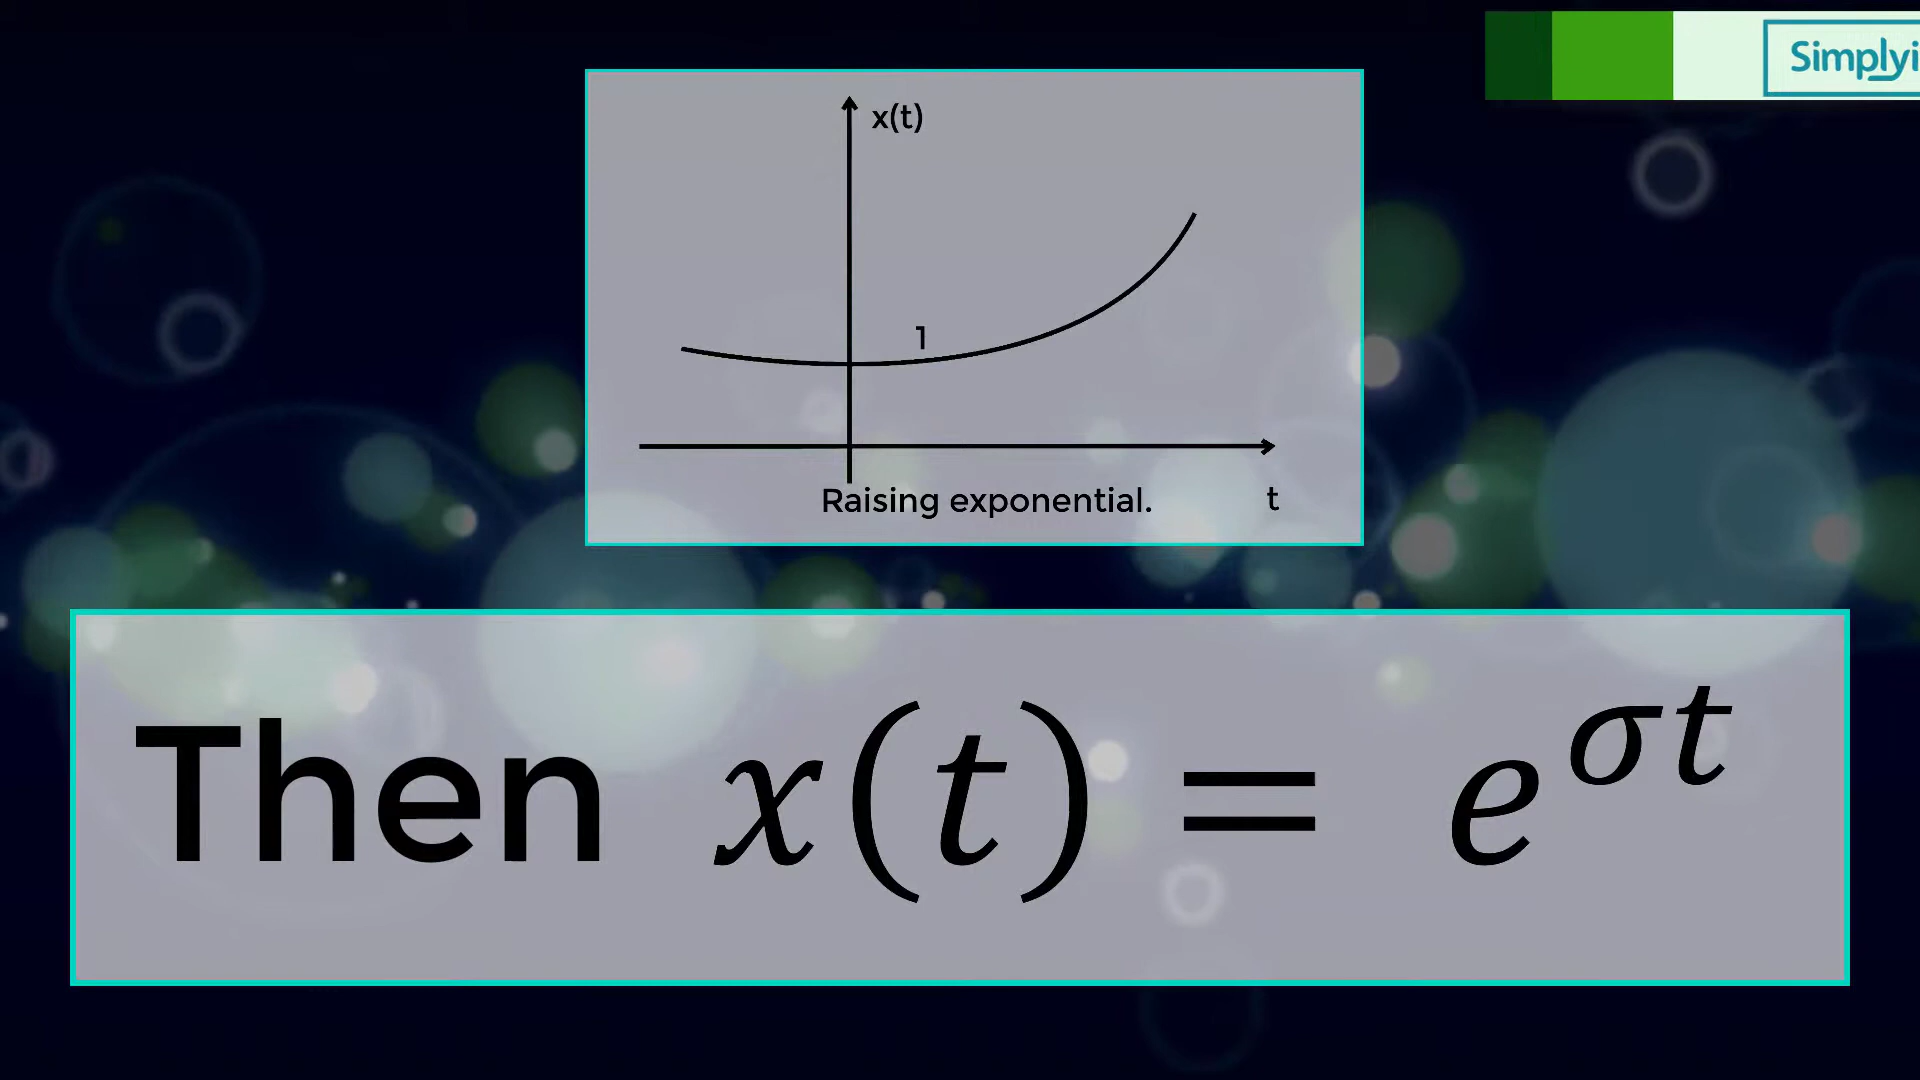 Simplyi
x(t)
1
Raising exponential.
t
Then x(t) = e^{σt}